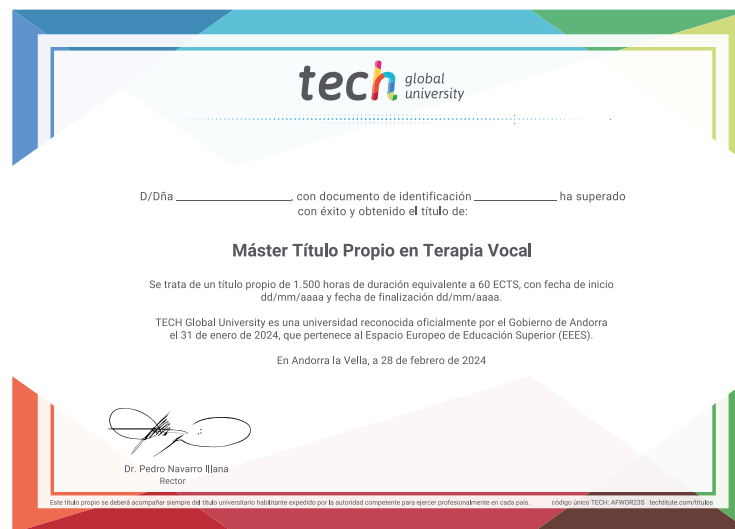 tech global university
D/Dña ____________________, con documento de identificación ______________ ha superado
con éxito y obtenido el título de:
Máster Título Propio en Terapia Vocal
Se trata de un título propio de 1.500 horas de duración equivalente a 60 ECTS, con fecha de inicio
dd/mm/aaaa y fecha de finalización dd/mm/aaaa.
TECH Global University es una universidad reconocida oficialmente por el Gobierno de Andorra
el 31 de enero de 2024, que pertenece al Espacio Europeo de Educación Superior (EEES).
En Andorra la Vella, a 28 de febrero de 2024
Dr. Pedro Navarro Illana
Rector
Este título propio se deberá acompañar siempre del título universitario habilitante expedido por la autoridad competente para ejercer profesionalmente en cada país. código único TECH: AFWOR23S techtitute.com/titulos